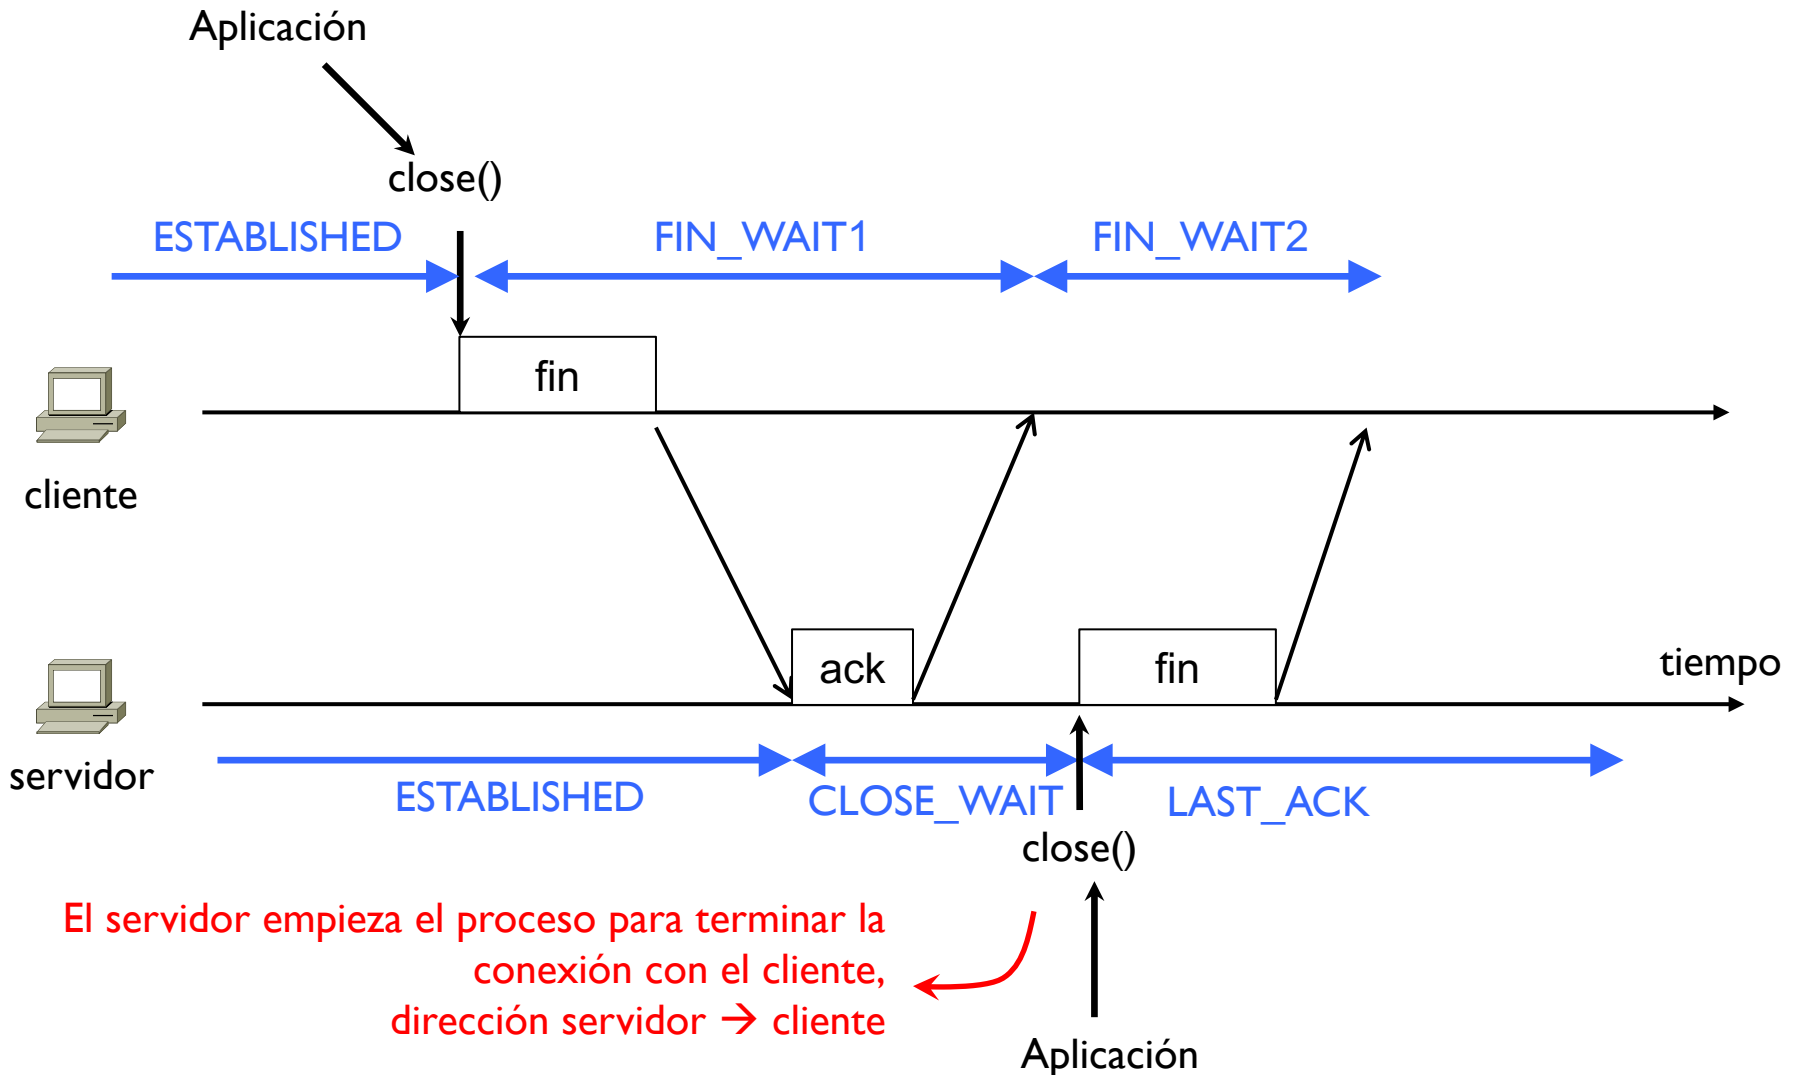 Aplicación
close()
ESTABLISHED
FIN_WAIT1
FIN_WAIT2
fin
cliente
ack
fin
tiempo
servidor
ESTABLISHED
CLOSE_WAIT
LAST_ACK
close()
El servidor empieza el proceso para terminar la
conexión con el cliente,
dirección servidor → cliente
Aplicación